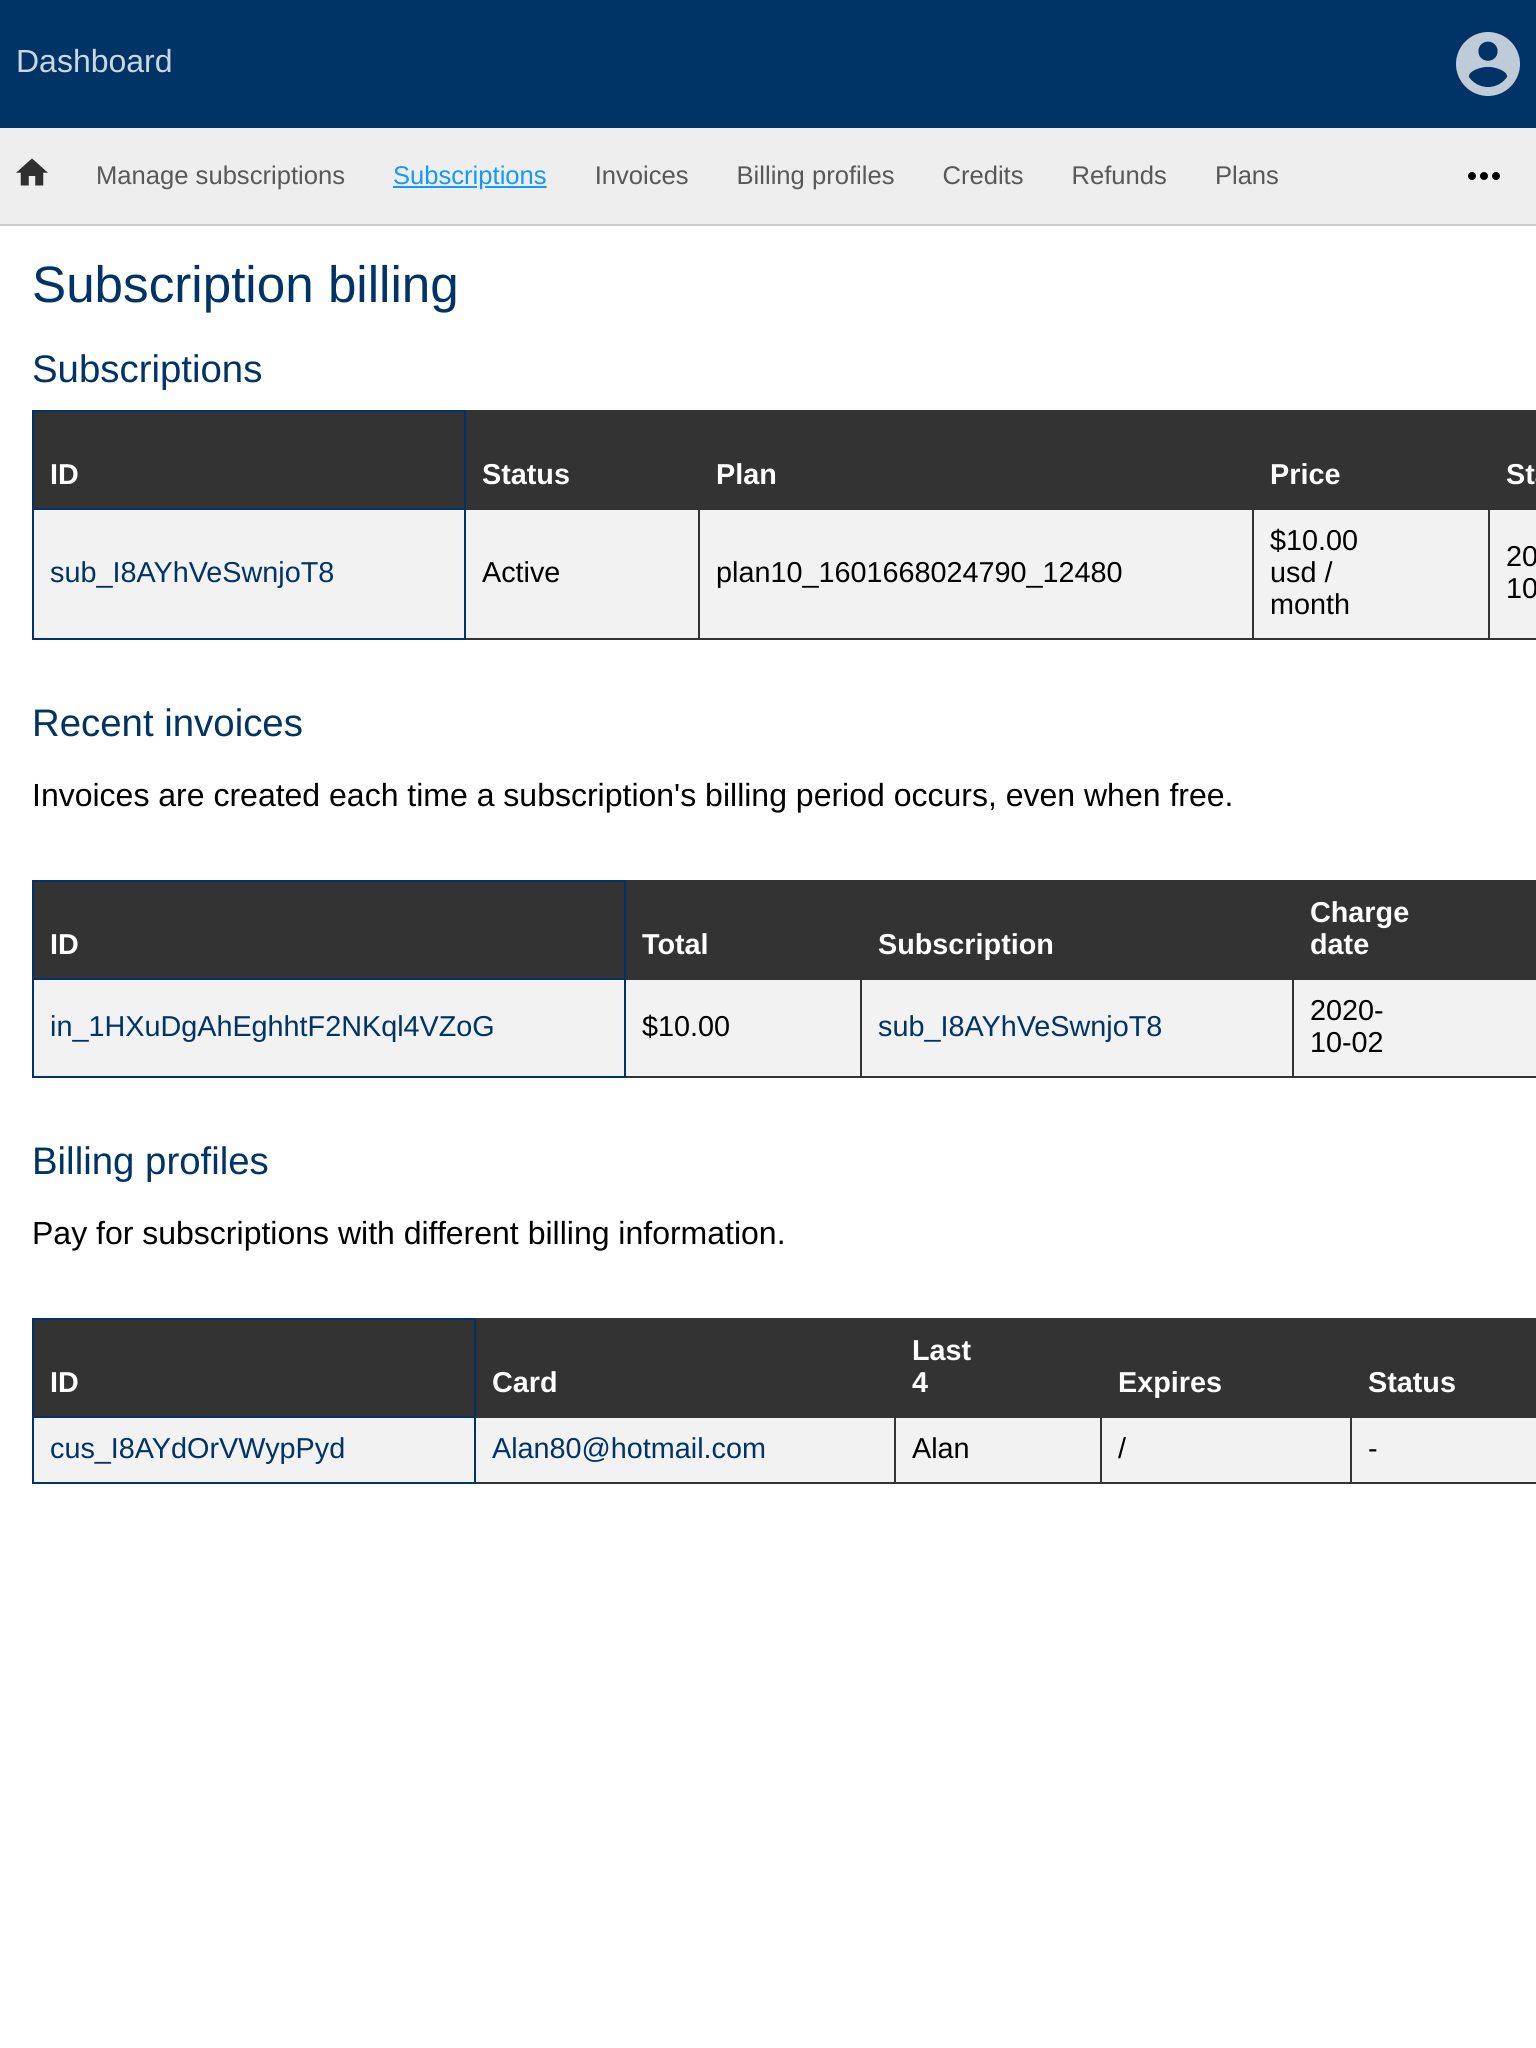 Dashboard
Manage subscriptions Subscriptions Invoices Billing profiles Credits Refunds Plans
Subscription billing
Subscriptions
ID Status Plan Price
sub_I8AYhVeSwnjoT8 Active plan10_1601668024790_12480 $10.00 usd / month
Recent invoices
Invoices are created each time a subscription's billing period occurs, even when free.
ID Total Subscription Charge date
in_1HXuDgAhEghhtF2NKql4VZoG $10.00 sub_I8AYhVeSwnjoT8 2020-10-02
Billing profiles
Pay for subscriptions with different billing information.
ID Card Last 4 Expires Status
cus_I8AYdOrVWypPyd Alan80@hotmail.com Alan / -